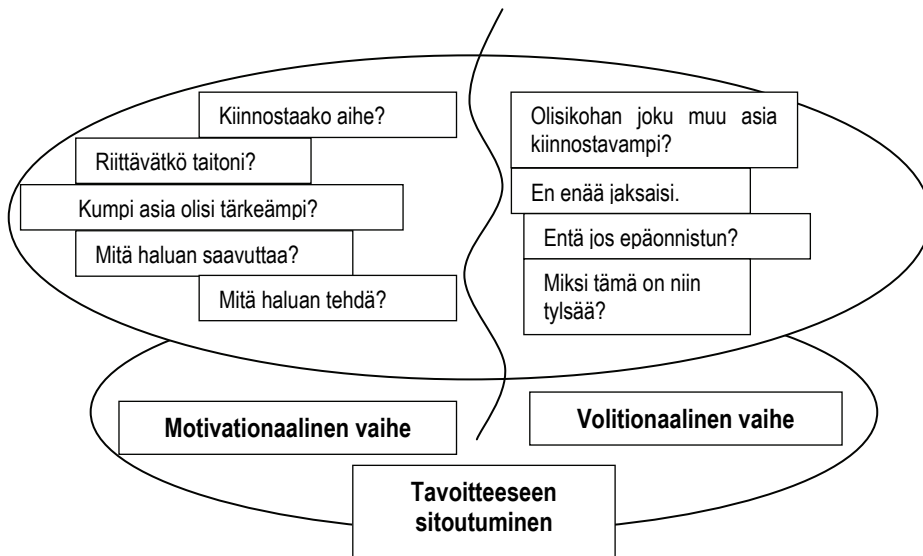 Kiinnostaako aihe?
Riittävätkö taitoni?
Kumpi asia olisi tärkeämpi?
Mitä haluan saavuttaa?
Mitä haluan tehdä?
Olisikohan joku muu asia
kiinnostavampi?
En enää jaksaisi.
Entä jos epäonnistun?
Miksi tämä on niin
tylsää?
Motivationaalinen vaihe
Volitionaalinen vaihe
Tavoitteeseen
sitoutuminen